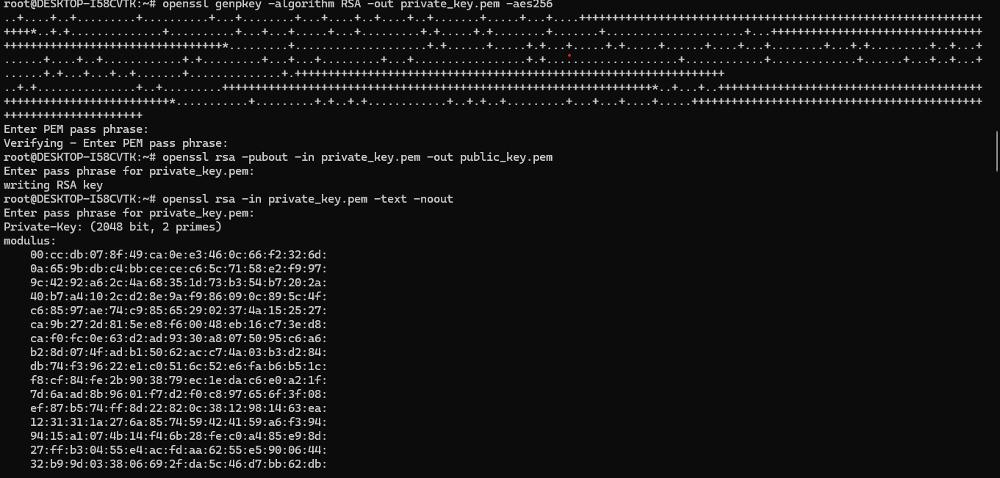 root@DESKTOP-I58CVTK:~# openssl genpkey -algorithm RSA -out private_key.pem -aes256
Enter PEM pass phrase:
Verifying - Enter PEM pass phrase:
root@DESKTOP-I58CVTK:~# openssl rsa -pubout -in private_key.pem -out public_key.pem
Enter pass phrase for private_key.pem:
writing RSA key
root@DESKTOP-I58CVTK:~# openssl rsa -in private_key.pem -text -noout
Enter pass phrase for private_key.pem:
Private-Key: (2048 bit, 2 primes)
modulus:
00:cc:db:07:8f:49:ca:0e:e3:46:0c:66:f2:32:6d:
0a:65:9b:db:c4:bb:ce:ce:c6:5c:71:58:e2:f9:97:
9c:42:92:a6:2c:4a:68:35:1d:73:b3:54:b7:20:2a:
40:b7:a4:10:2c:d2:8e:9a:f9:86:09:0c:89:5c:4f:
c6:85:97:ae:74:c9:85:65:29:02:37:4a:15:25:27:
ca:9b:27:2d:81:5e:e8:f6:00:48:eb:16:c7:3e:d8:
ca:f0:fc:0e:63:d2:ad:93:30:a8:07:50:95:c6:a6:
b2:8d:07:4f:ad:b1:50:62:ac:c7:4a:03:b3:d2:84:
db:74:f3:96:22:e1:c0:51:6c:52:e6:fa:b6:b5:1c:
f8:cf:84:fe:2b:90:38:79:ec:1e:da:c6:e0:a2:1f:
7d:6a:ad:8b:96:01:f7:d2:f0:c8:97:65:6f:3f:08:
ef:87:b5:74:ff:8d:22:82:0c:38:12:98:14:63:ea:
12:31:31:1a:27:6a:85:74:59:42:41:59:a6:f3:94:
94:15:a1:07:4b:14:f4:6b:28:fe:c0:a4:85:e9:8d:
27:ff:b3:04:55:e4:ac:fd:aa:62:55:e5:90:06:44:
32:b9:9d:03:38:06:69:2f:da:5c:46:d7:bb:62:db: